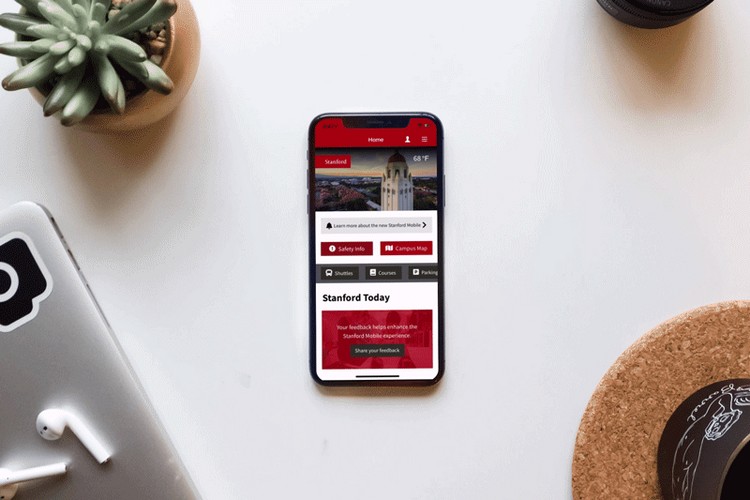 Home
Stanford
68 °F
Learn more about the new Stanford Mobile
Safety Info
Campus Map
Shuttles
Courses
Parking
Stanford Today
Your feedback helps enhance the
Stanford Mobile experience.
Share your feedback